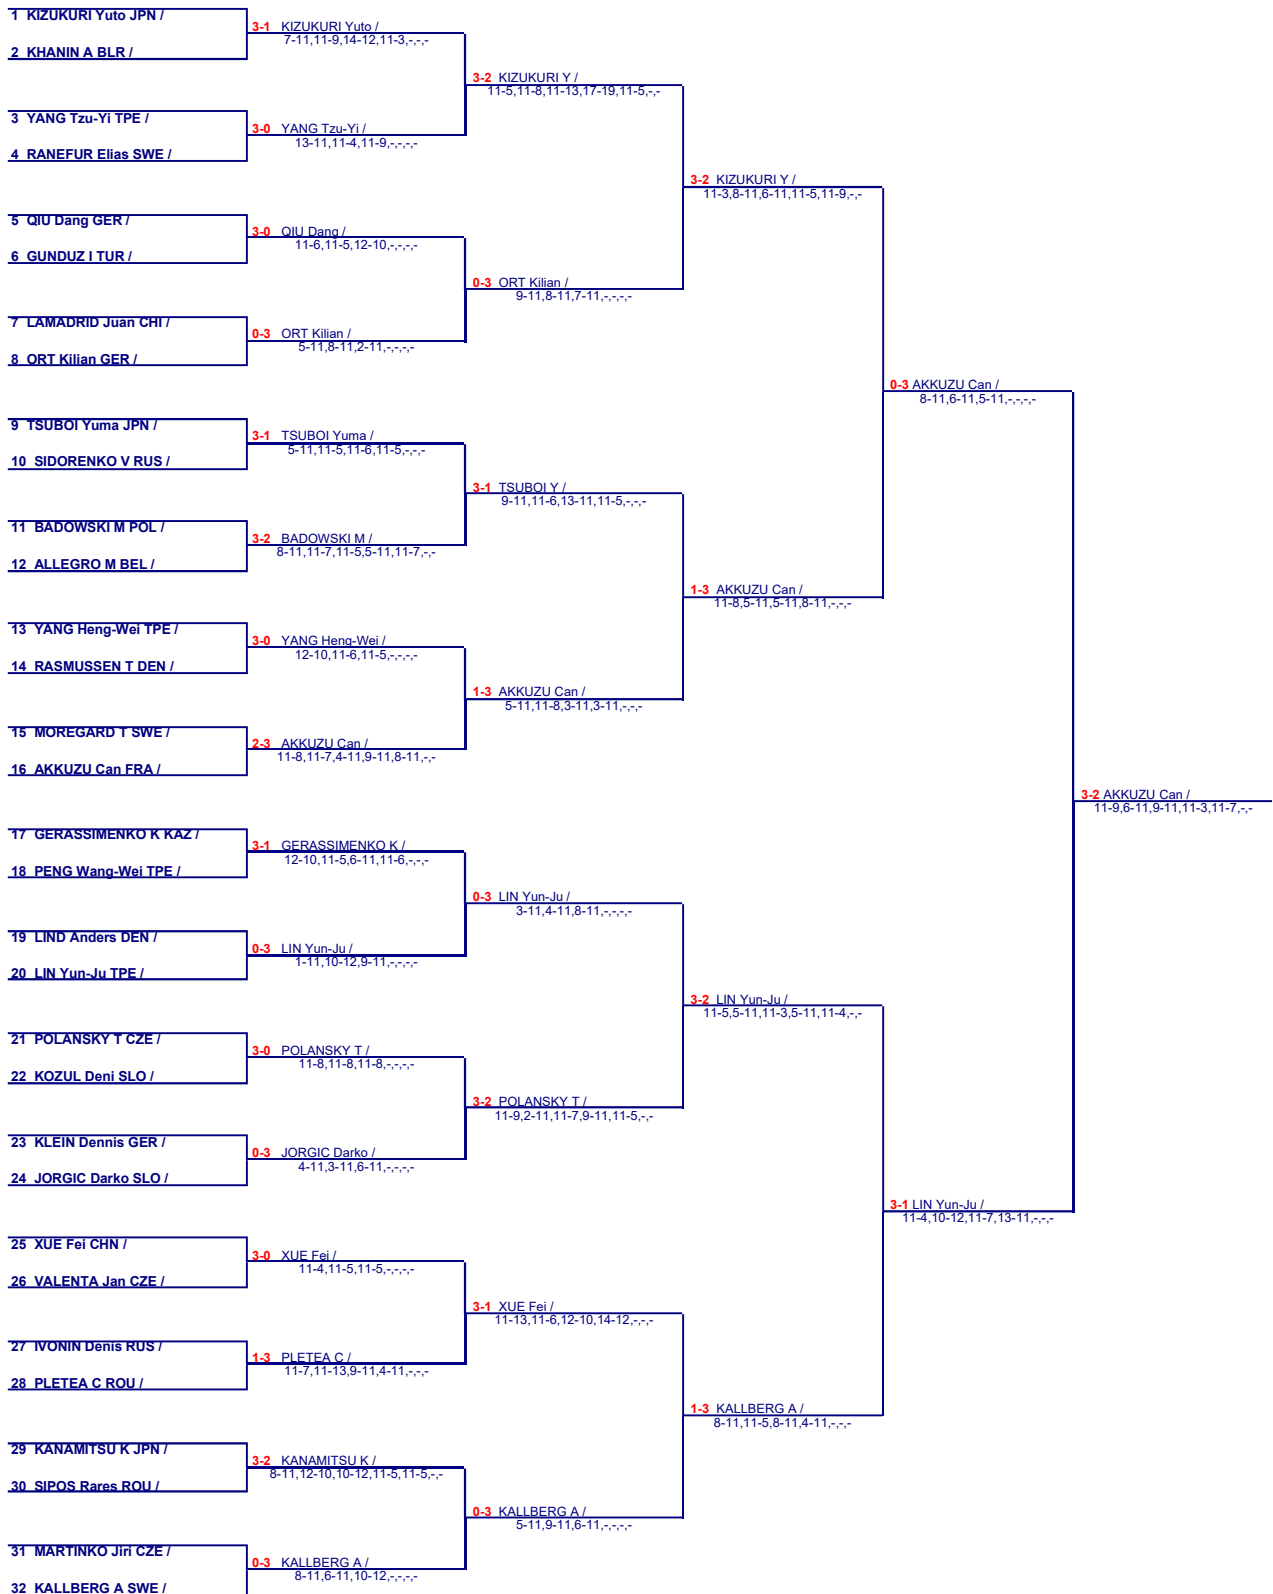 1 KIZUKURI Yuto JPN /
3-1 KIZUKURI Yuto /
7-11,11-9,14-12,11-3,-,-,-
2 KHANIN A BLR /
3-2 KIZUKURI Y /
11-5,11-8,11-13,17-19,11-5,-,-
3 YANG Tzu-Yi TPE /
3-0 YANG Tzu-Yi /
13-11,11-4,11-9,-,-,-,-
4 RANEFUR Elias SWE /
3-2 KIZUKURI Y /
11-3,8-11,6-11,11-5,11-9,-,-
5 QIU Dang GER /
3-0 QIU Dang /
11-6,11-5,12-10,-,-,-,-
6 GUNDUZ I TUR /
0-3 ORT Kilian /
9-11,8-11,7-11,-,-,-,-
7 LAMADRID Juan CHI /
0-3 ORT Kilian /
5-11,8-11,2-11,-,-,-,-
8 ORT Kilian GER /
0-3 AKKUZU Can /
8-11,6-11,5-11,-,-,-,-
9 TSUBOI Yuma JPN /
3-1 TSUBOI Yuma /
5-11,11-5,11-6,11-5,-,-,-
10 SIDORENKO V RUS /
3-1 TSUBOI Y /
9-11,11-6,13-11,11-5,-,-,-
11 BADOWSKI M POL /
3-2 BADOWSKI M /
8-11,11-7,11-5,5-11,11-7,-,-
12 ALLEGRO M BEL /
1-3 AKKUZU Can /
11-8,5-11,5-11,8-11,-,-,-
13 YANG Heng-Wei TPE /
3-0 YANG Heng-Wei /
12-10,11-6,11-5,-,-,-,-
14 RASMUSSEN T DEN /
1-3 AKKUZU Can /
5-11,11-8,3-11,3-11,-,-,-
15 MOREGARD T SWE /
2-3 AKKUZU Can /
11-8,11-7,4-11,9-11,8-11,-,-
16 AKKUZU Can FRA /
3-2 AKKUZU Can /
11-9,6-11,9-11,11-3,11-7,-,-
17 GERASSIMENKO K KAZ /
3-1 GERASSIMENKO K /
12-10,11-5,6-11,11-6,-,-,-
18 PENG Wang-Wei TPE /
0-3 LIN Yun-Ju /
3-11,4-11,8-11,-,-,-,-
19 LIND Anders DEN /
0-3 LIN Yun-Ju /
1-11,10-12,9-11,-,-,-,-
20 LIN Yun-Ju TPE /
3-2 LIN Yun-Ju /
11-5,5-11,11-3,5-11,11-4,-,-
21 POLANSKY T CZE /
3-0 POLANSKY T /
11-8,11-8,11-8,-,-,-,-
22 KOZUL Deni SLO /
3-2 POLANSKY T /
11-9,2-11,11-7,9-11,11-5,-,-
23 KLEIN Dennis GER /
0-3 JORGIC Darko /
4-11,3-11,6-11,-,-,-,-
24 JORGIC Darko SLO /
3-1 LIN Yun-Ju /
11-4,10-12,11-7,13-11,-,-,-
25 XUE Fei CHN /
3-0 XUE Fei /
11-4,11-5,11-5,-,-,-,-
26 VALENTA Jan CZE /
3-1 XUE Fei /
11-13,11-6,12-10,14-12,-,-,-
27 IVONIN Denis RUS /
1-3 PLETEA C /
11-7,11-13,9-11,4-11,-,-,-
28 PLETEA C ROU /
1-3 KALLBERG A /
8-11,11-5,8-11,4-11,-,-,-
29 KANAMITSU K JPN /
3-2 KANAMITSU K /
8-11,12-10,10-12,11-5,11-5,-,-
30 SIPOS Rares ROU /
0-3 KALLBERG A /
5-11,9-11,6-11,-,-,-,-
31 MARTINKO Jiri CZE /
0-3 KALLBERG A /
8-11,6-11,10-12,-,-,-,-
32 KALLBERG A SWE /